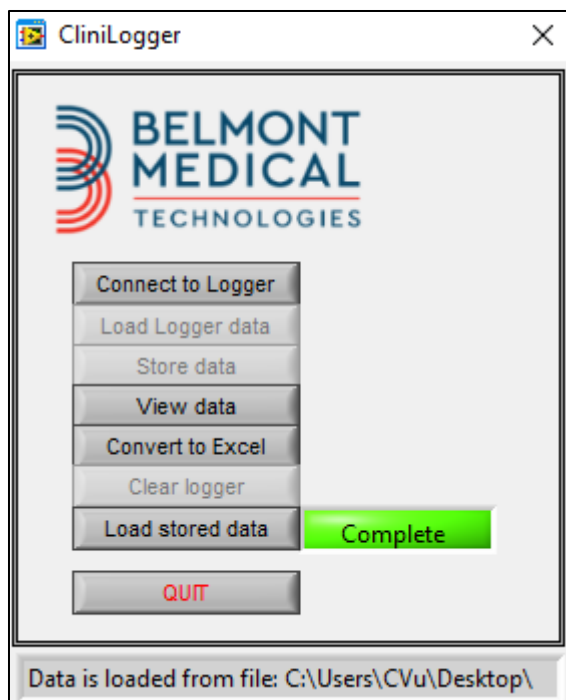 CliniLogger
BELMONT
MEDICAL
TECHNOLOGIES
Connect to Logger
Load Logger data
Store data
View data
Convert to Excel
Clear logger
Load stored data
Complete
QUIT
Data is loaded from file: C:\Users\CVu\Desktop\